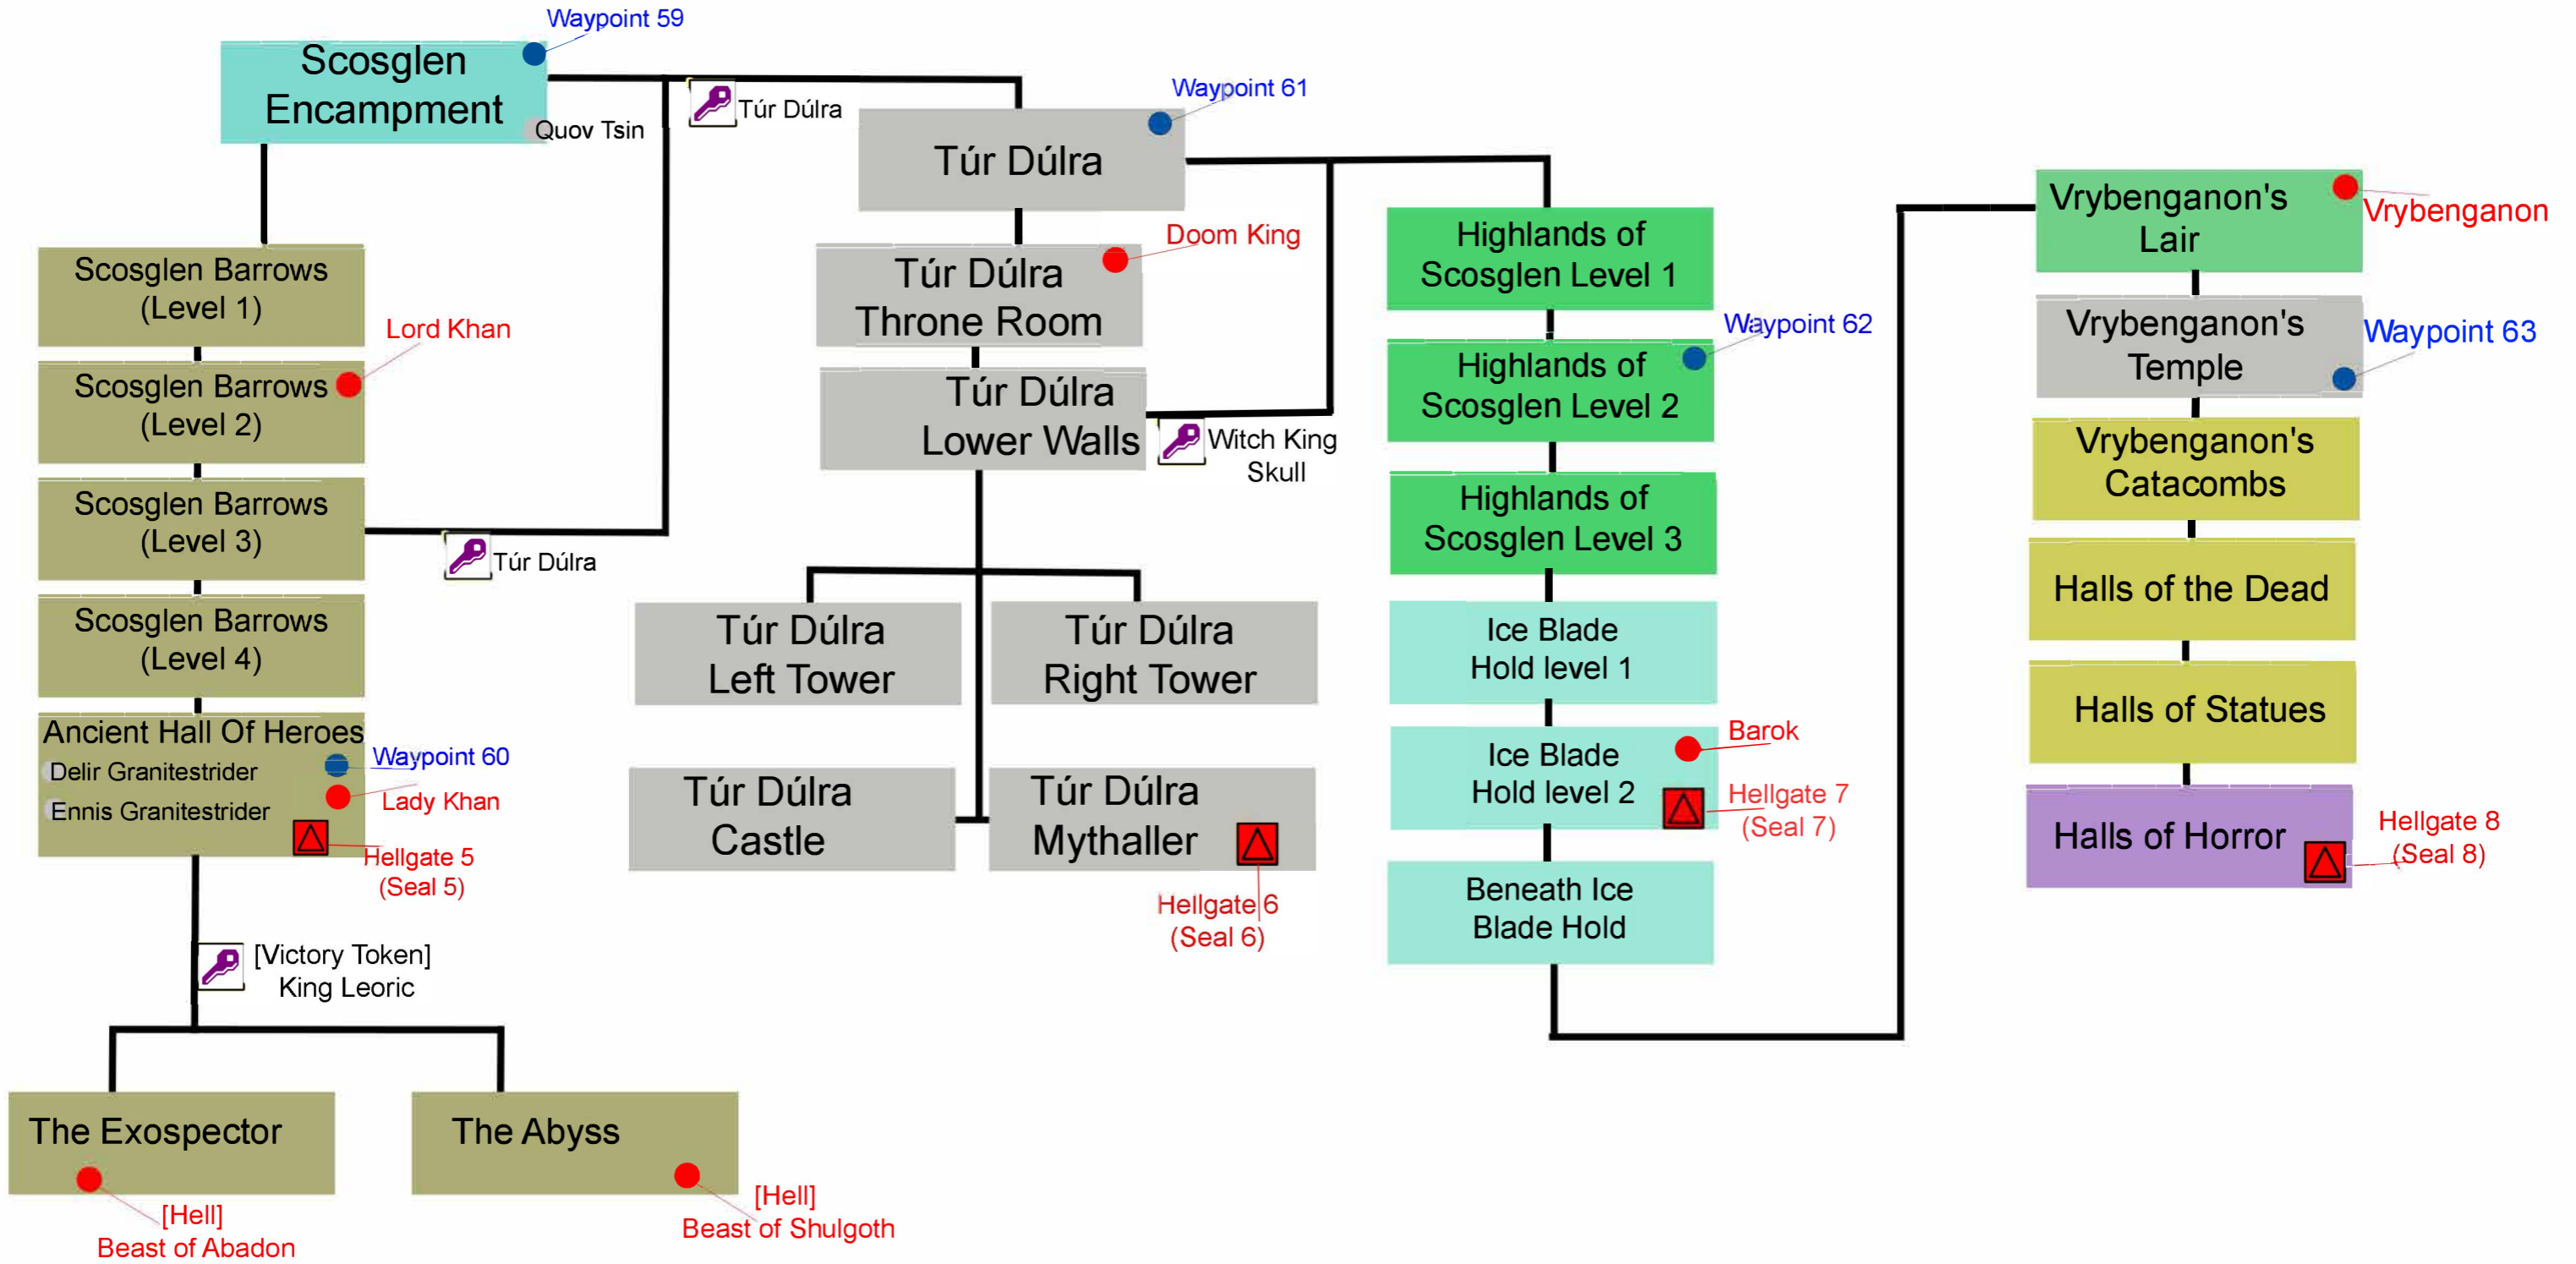 Waypoint 59
Scosglen
Encampment
Quov Tsin
Túr Dúlra
Waypoint 61
Túr Dúlra
Scosglen Barrows
(Level 1)
Lord Khan
Scosglen Barrows
(Level 2)
Scosglen Barrows
(Level 3)
Túr Dúlra
Scosglen Barrows
(Level 4)
Ancient Hall Of Heroes
Delir Granitestrider
Ennis Granitestrider
Waypoint 60
Lady Khan
Hellgate 5
(Seal 5)
[Victory Token]
King Leoric
The Exospector
[Hell]
Beast of Abadon
The Abyss
[Hell]
Beast of Shulgoth
Doom King
Túr Dúlra
Throne Room
Túr Dúlra
Lower Walls
Witch King
Skull
Túr Dúlra
Left Tower
Túr Dúlra
Right Tower
Túr Dúlra
Castle
Túr Dúlra
Mythaller
Hellgate 6
(Seal 6)
Highlands of
Scosglen Level 1
Waypoint 62
Highlands of
Scosglen Level 2
Highlands of
Scosglen Level 3
Ice Blade
Hold level 1
Ice Blade
Hold level 2
Barok
Hellgate 7
(Seal 7)
Beneath Ice
Blade Hold
Vrybenganon's
Lair
Vrybenganon
Vrybenganon's
Temple
Waypoint 63
Vrybenganon's
Catacombs
Halls of the Dead
Halls of Statues
Halls of Horror
Hellgate 8
(Seal 8)